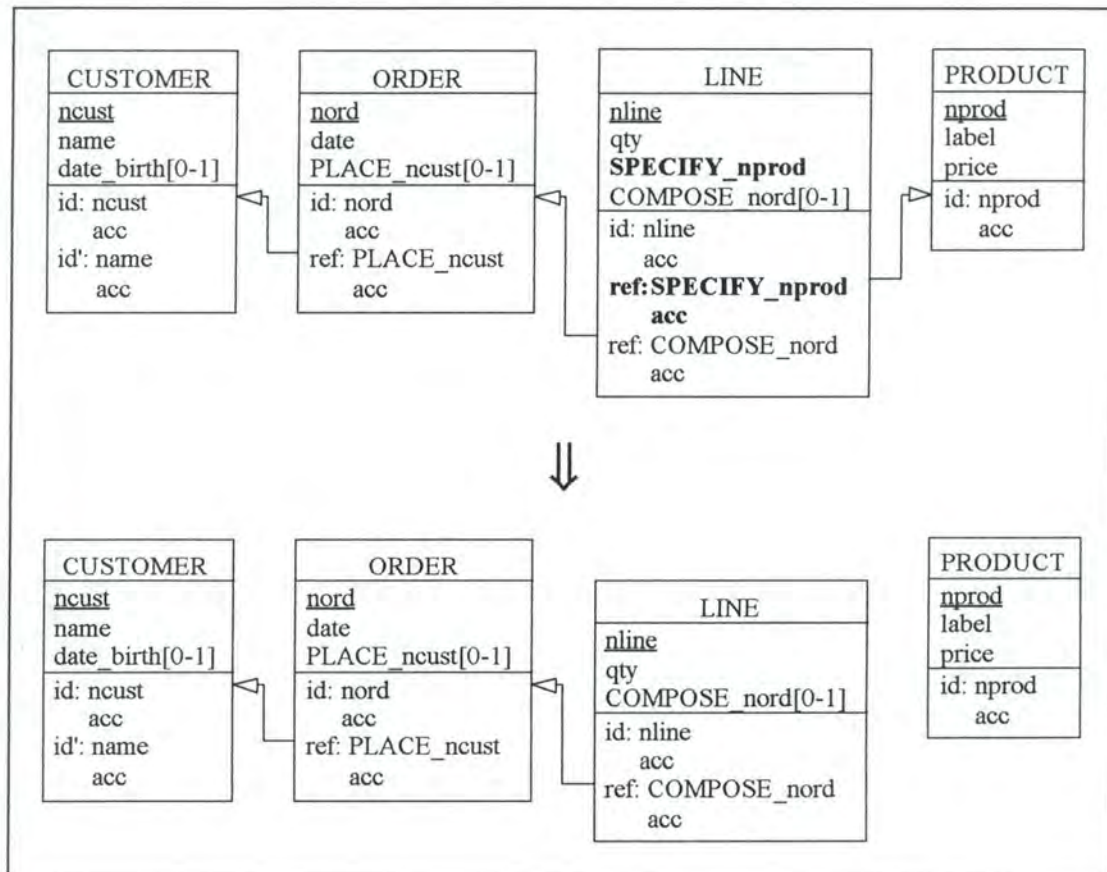 CUSTOMER
ncust
name
date_birth[0-1]
id: ncust
acc
id': name
acc
ORDER
nord
date
PLACE_ncust[0-1]
id: nord
acc
ref: PLACE_ncust
acc
LINE
nline
qty
SPECIFY_nprod
COMPOSE_nord[0-1]
id: nline
acc
ref:SPECIFY_nprod
acc
ref: COMPOSE_nord
acc
PRODUCT
nprod
label
price
id: nprod
acc
⇓
CUSTOMER
ncust
name
date_birth[0-1]
id: ncust
acc
id': name
acc
ORDER
nord
date
PLACE_ncust[0-1]
id: nord
acc
ref: PLACE_ncust
acc
LINE
nline
qty
COMPOSE_nord[0-1]
id: nline
acc
ref: COMPOSE_nord
acc
PRODUCT
nprod
label
price
id: nprod
acc